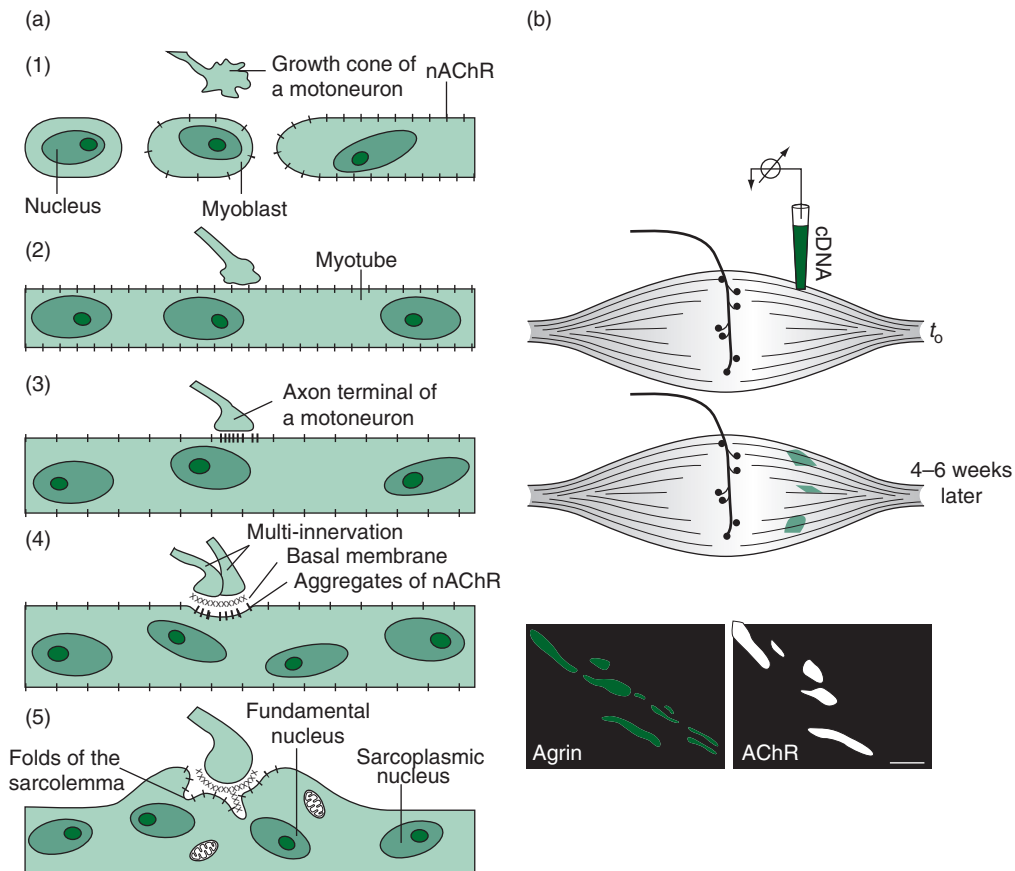 (a)
(1)
Growth cone of
a motoneuron
nAChR
Nucleus
Myoblast
(2)
Myotube
(3)
Axon terminal of
a motoneuron
(4)
Multi-innervation
Basal membrane
Aggregates of nAChR
(5)
Fundamental
nucleus
Folds of the
sarcolemma
Sarcoplasmic
nucleus
(b)
cDNA
to
4–6 weeks
later
Agrin
AChR